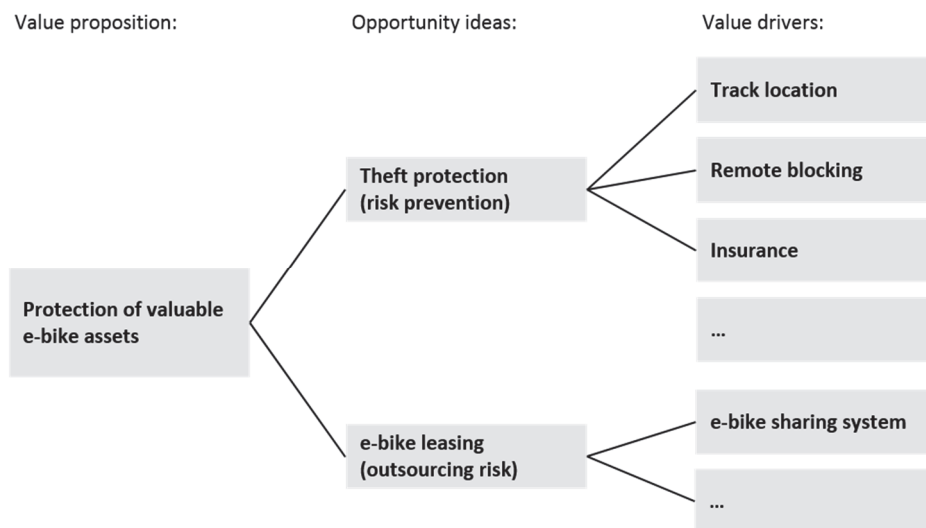 Value proposition:
Opportunity ideas:
Value drivers:
Track location
Theft protection
(risk prevention)
Remote blocking
Insurance
Protection of valuable
e-bike assets
...
e-bike leasing
(outsourcing risk)
e-bike sharing system
...